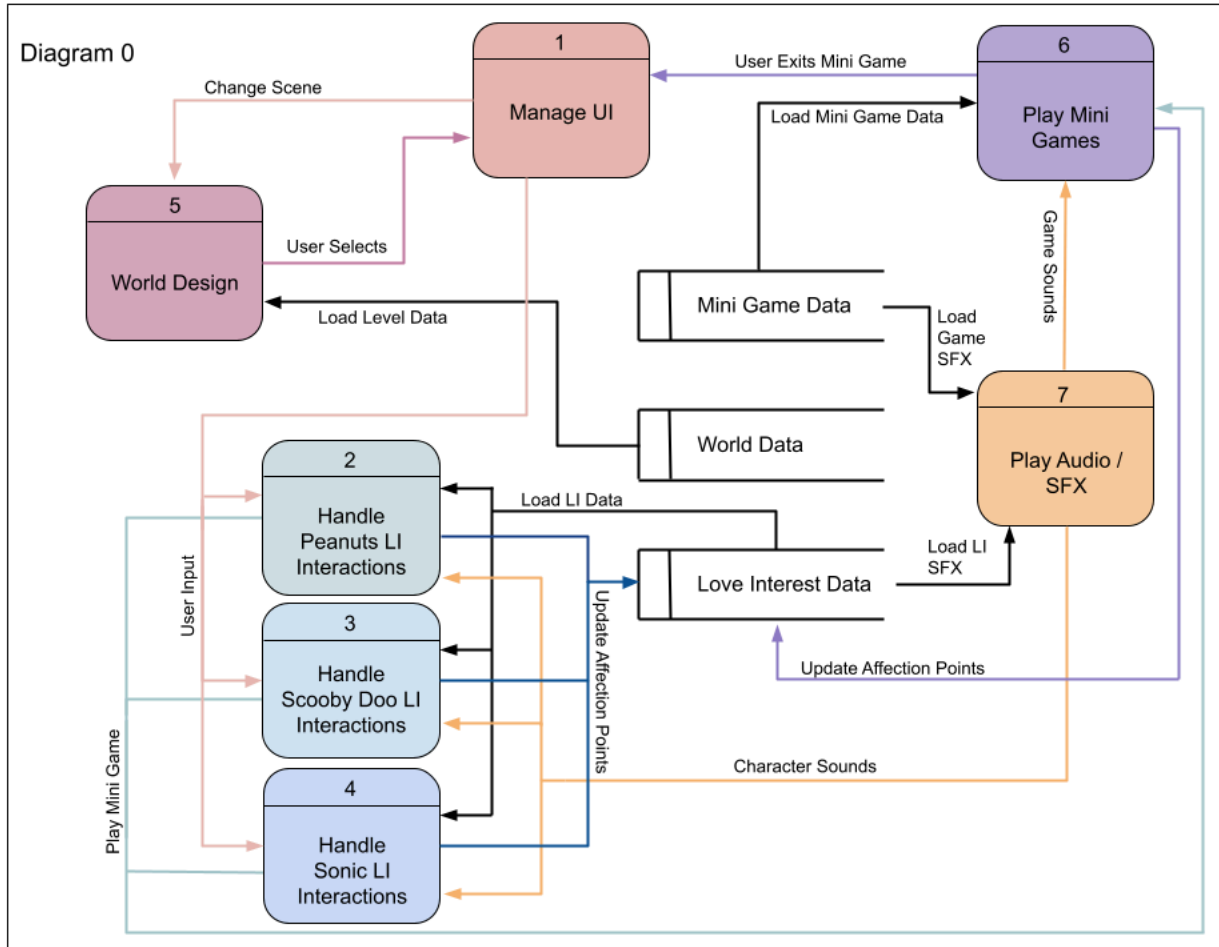 Diagram 0
1
Manage UI
6
Play Mini
Games
User Exits Mini Game
Change Scene
Load Mini Game Data
5
World Design
User Selects
Load Level Data
Game Sounds
Mini Game Data
Load
Game
SFX
7
Play Audio /
SFX
World Data
2
Handle
Peanuts LI
Interactions
Load LI Data
Love Interest Data
Load LI
SFX
User Input
Update Affection Points
3
Handle
Scooby Doo LI
Interactions
Update Affection Points
Play Mini Game
Character Sounds
4
Handle
Sonic LI
Interactions